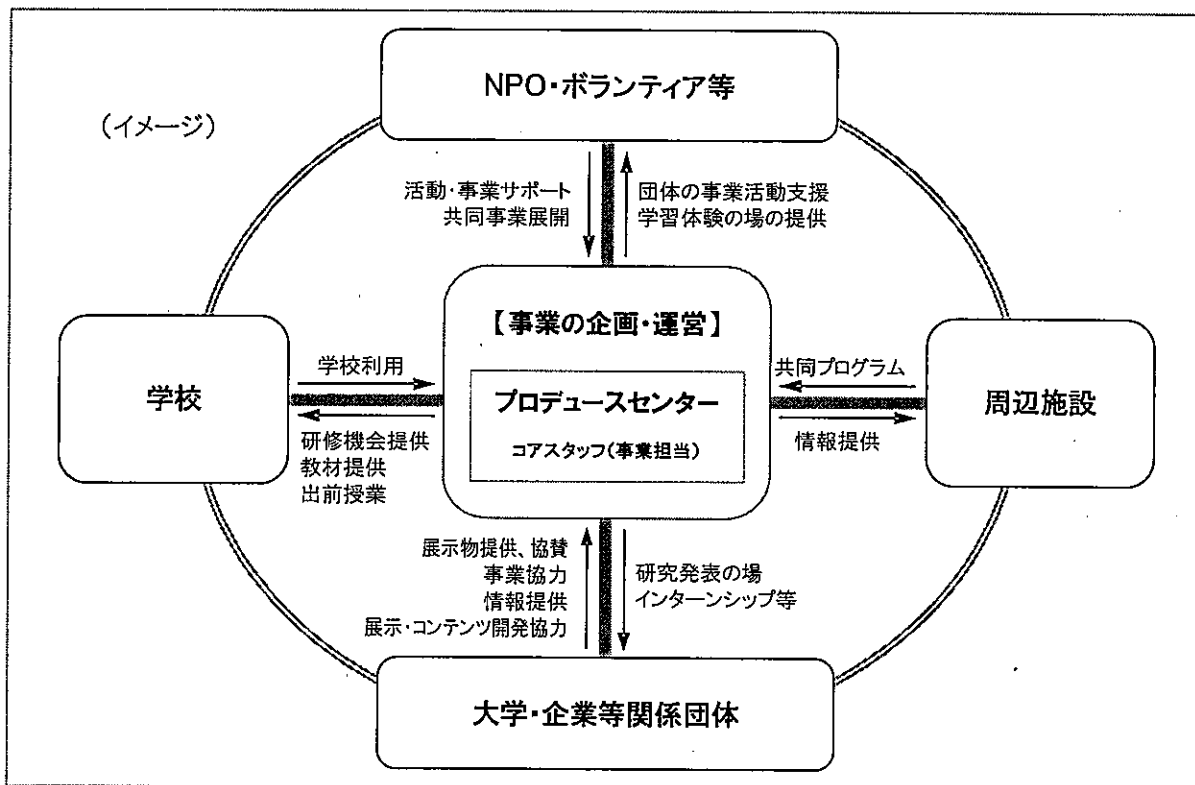 NPO・ボランティア等
（イメージ）
活動・事業サポート
共同事業展開
団体の事業活動支援
学習体験の場の提供
【事業の企画・運営】
プロデュースセンター
コアスタッフ（事業担当）
学校
学校利用
研修機会提供
教材提供
出前授業
共同プログラム
情報提供
周辺施設
展示物提供、協賛
事業協力
情報提供
展示・コンテンツ開発協力
研究発表の場
インターンシップ等
大学・企業等関係団体